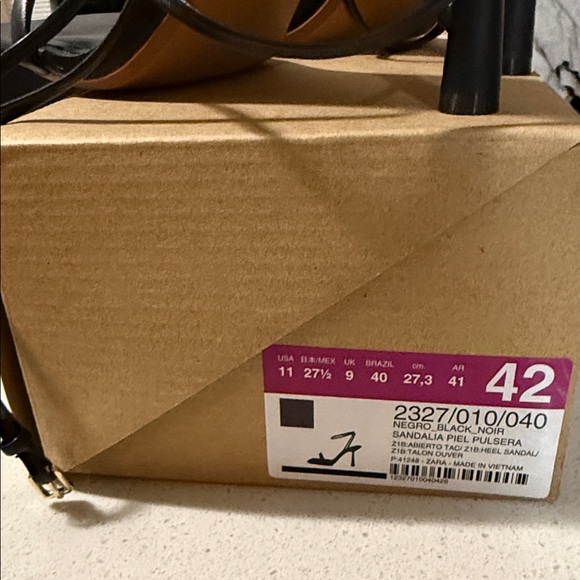 USA 日本/MEX UK BRAZIL cm AR
11 27½ 9 40 27,3 41
42
2327/010/040
NEGRO_BLACK_NOIR
SANDALIA PIEL PULSERA
Z1B:ABIERTO TAC/ Z1B:HEEL SANDAL/
Z1B:TALON OUVER
P:41248 - ZARA - MADE IN VIETNAM
12327010040428